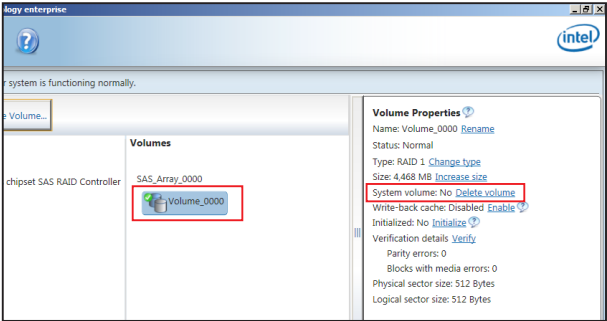 ology enterprise
?
intel
r system is functioning normally.
e Volume...
Volumes
chipset SAS RAID Controller
SAS_Array_0000
Volume_0000
Volume Properties ?
Name: Volume_0000 Rename
Status: Normal
Type: RAID 1 Change type
Size: 4,468 MB Increase size
System volume: No Delete volume
Write-back cache: Disabled Enable ?
Initialized: No Initialize ?
Verification details Verify
Parity errors: 0
Blocks with media errors: 0
Physical sector size: 512 Bytes
Logical sector size: 512 Bytes